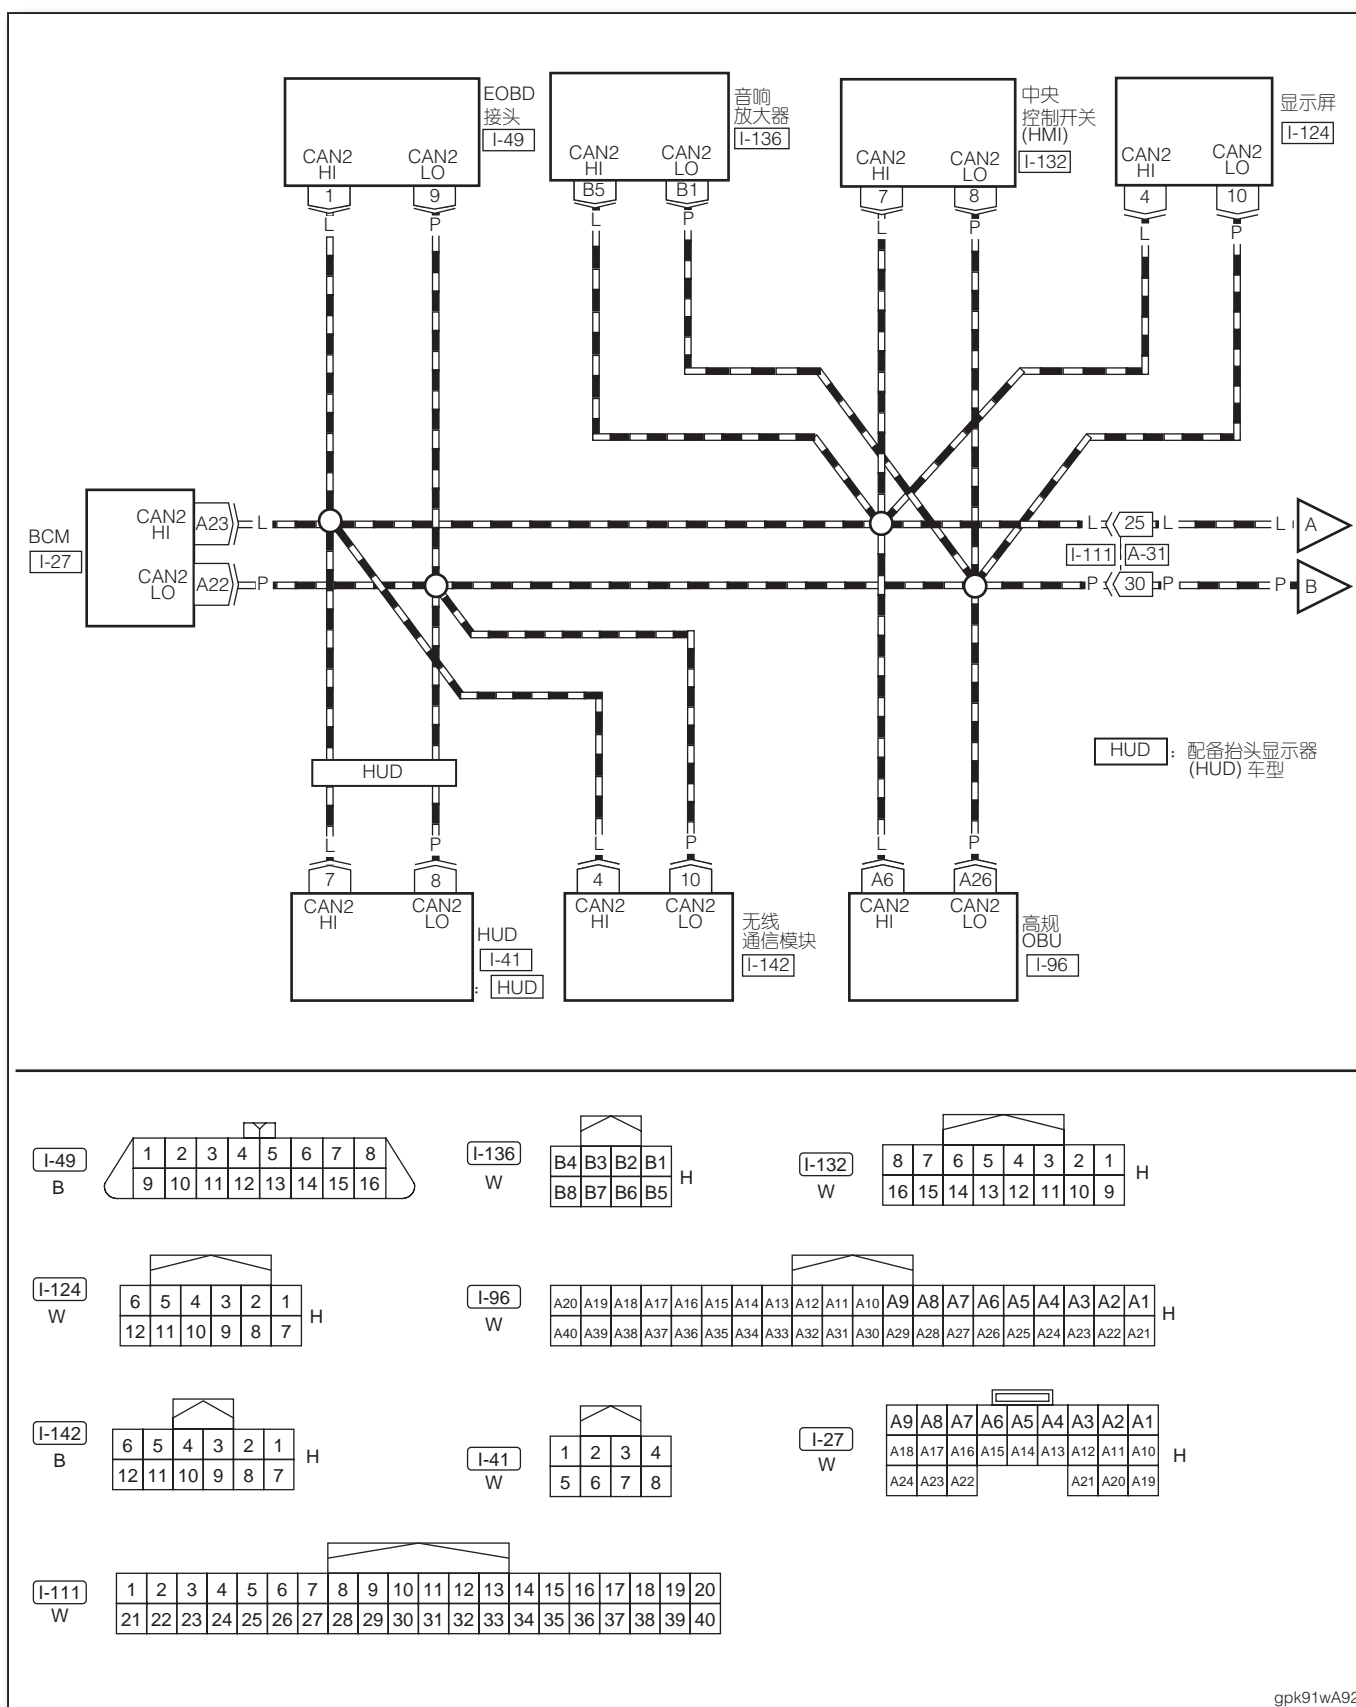 EOBD
接头
I-49
CAN2
HI
CAN2
LO
1
9
L
P
音响
放大器
I-136
CAN2
HI
CAN2
LO
B5
B1
L
P
中央
控制开关
(HMI)
I-132
CAN2
HI
CAN2
LO
7
8
L
P
显示屏
I-124
CAN2
HI
CAN2
LO
4
10
L
P
BCM
I-27
CAN2
HI
A23
L
CAN2
LO
A22
P
L
25
L
L
A
I-111
A-31
P
30
P
P
B
HUD
HUD
:
配备抬头显示器
(HUD) 车型
L
P
7
8
CAN2
HI
CAN2
LO
HUD
I-41
: HUD
L
P
4
10
CAN2
HI
CAN2
LO
无线
通信模块
I-142
L
P
A6
A26
CAN2
HI
CAN2
LO
高规
OBU
I-96
I-49
B
1 2 3 4 5 6 7 8
9 10 11 12 13 14 15 16
I-136
W
B4 B3 B2 B1
B8 B7 B6 B5
H
I-132
W
8 7 6 5 4 3 2 1
16 15 14 13 12 11 10 9
H
I-124
W
6 5 4 3 2 1
12 11 10 9 8 7
H
I-96
W
A20 A19 A18 A17 A16 A15 A14 A13 A12 A11 A10 A9 A8 A7 A6 A5 A4 A3 A2 A1
A40 A39 A38 A37 A36 A35 A34 A33 A32 A31 A30 A29 A28 A27 A26 A25 A24 A23 A22 A21
H
I-142
B
6 5 4 3 2 1
12 11 10 9 8 7
H
I-41
W
1 2 3 4
5 6 7 8
I-27
W
A9 A8 A7 A6 A5 A4 A3 A2 A1
A18 A17 A16 A15 A14 A13 A12 A11 A10
A24 A23 A22 A21 A20 A19
H
I-111
W
1 2 3 4 5 6 7 8 9 10 11 12 13 14 15 16 17 18 19 20
21 22 23 24 25 26 27 28 29 30 31 32 33 34 35 36 37 38 39 40
gpk91wA92